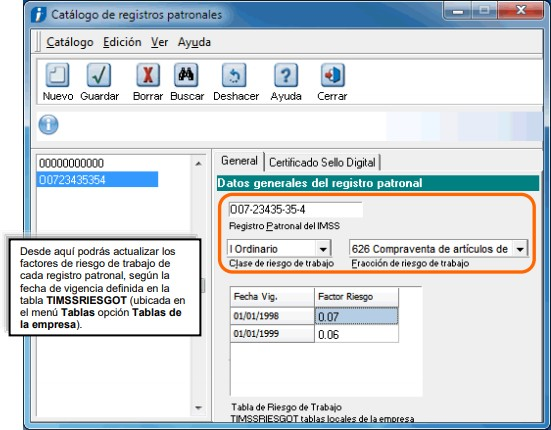 Catálogo de registros patronales
Catálogo Edición Ver Ayuda
Nuevo Guardar Borrar Buscar Deshacer Ayuda Cerrar
00000000000
O0723435354
General Certificado Sello Digital
Datos generales del registro patronal
O07-23435-35-4
Registro Patronal del IMSS
I Ordinario
626 Compraventa de artículos de
Clase de riesgo de trabajo
Fracción de riesgo de trabajo
Desde aquí podrás actualizar los
factores de riesgo de trabajo de
cada registro patronal, según la
fecha de vigencia definida en la
tabla TIMSSRIESGOT (ubicada en
el menú Tablas opción Tablas de
la empresa).
Fecha Vig. Factor Riesgo
01/01/1998 0.07
01/01/1999 0.06
Tabla de Riesgo de Trabajo
TIMSSRIESGOT tablas locales de la empresa